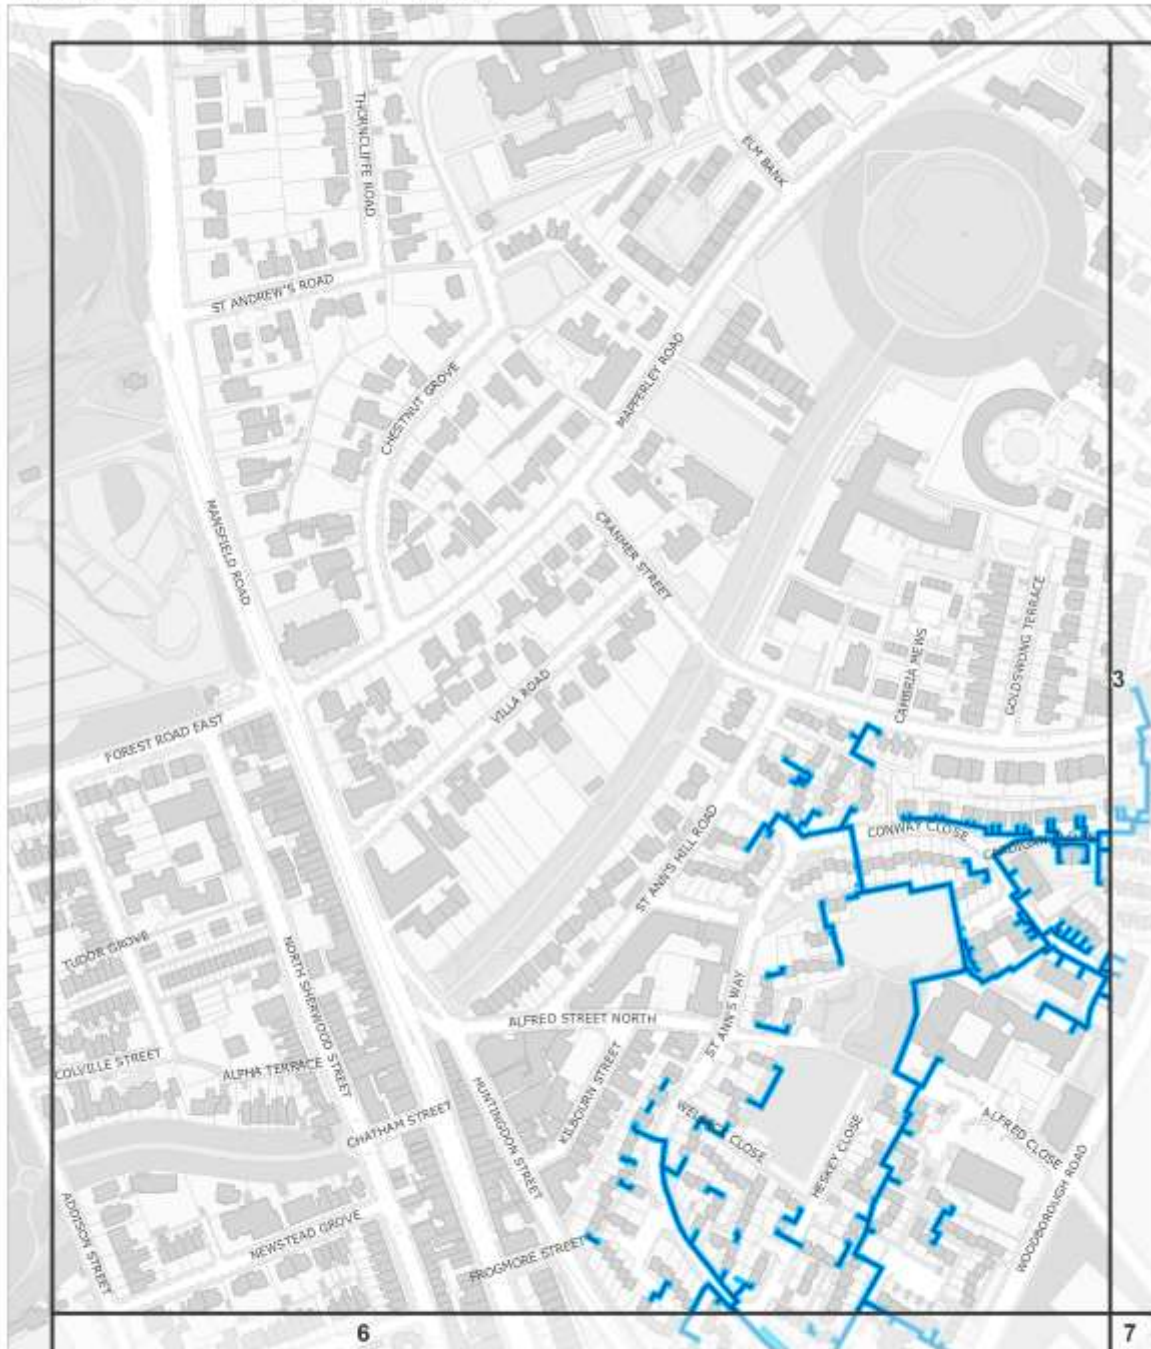 ELM BANK
THORNCLIFFE ROAD
ST ANDREW'S ROAD
MAPPERLEY ROAD
CHESTNUT GROVE
MANSFIELD ROAD
CRANMER STREET
GOLDSWONG TERRACE
CAMBRIA MEWS
3
VILLA ROAD
FOREST ROAD EAST
CONWAY CLOSE
ST ANN'S HILL ROAD
TUDOR GROVE
NORTH SHERWOOD STREET
ST ANN'S WAY
ALFRED STREET NORTH
COLVILLE STREET
ALPHA TERRACE
KILBOURN STREET
CHATHAM STREET
HUNTINGDON STREET
CLOSE
HESKEY CLOSE
ALFRED CLOSE
WOODBOROUGH ROAD
ADDISON STREET
NEWSTEAD GROVE
FROGMORE STREET
6
7